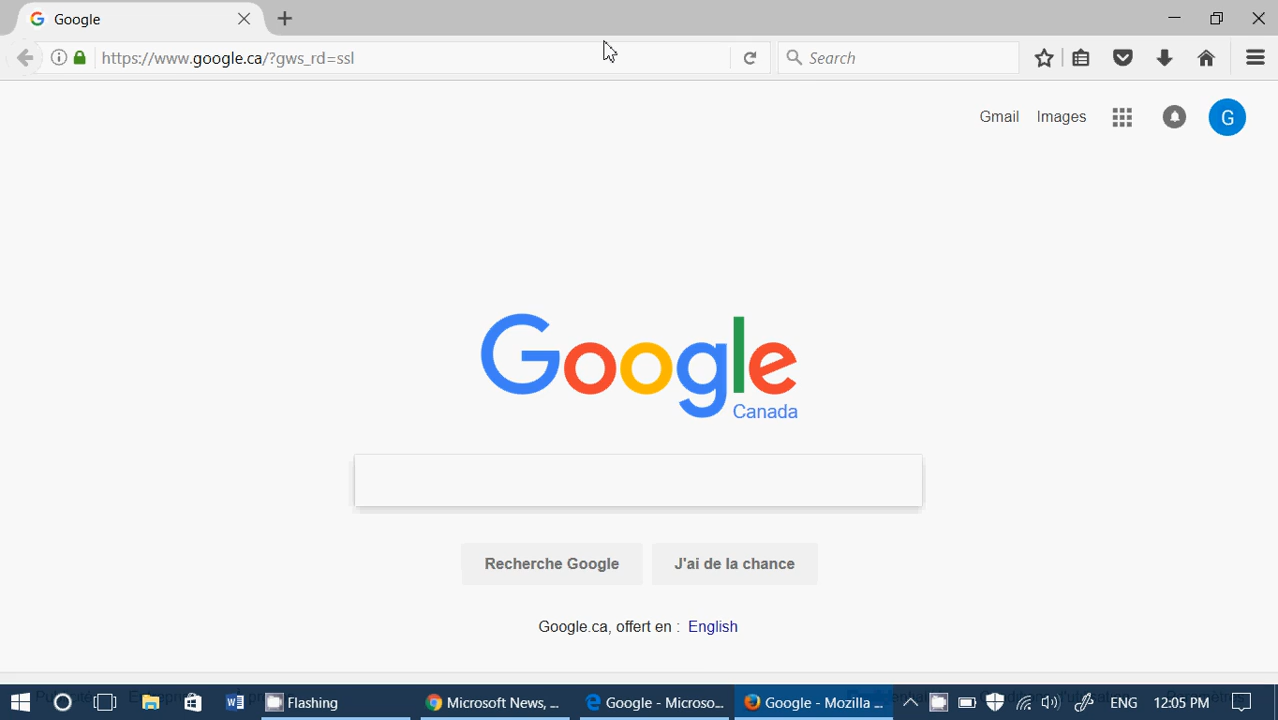 Google
https://www.google.ca/?gws_rd=ssl
Search
Gmail
Images
G
Google
Canada
Recherche Google
J'ai de la chance
Google.ca, offert en : English
Flashing
Microsoft News, ...
Google - Microso...
Google - Mozilla ...
ENG
12:05 PM